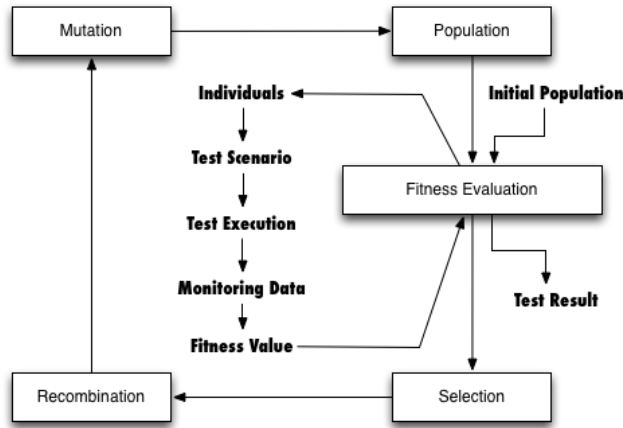 Mutation
Population
Individuals
Initial Population
Test Scenario
Fitness Evaluation
Test Execution
Monitoring Data
Test Result
Fitness Value
Recombination
Selection